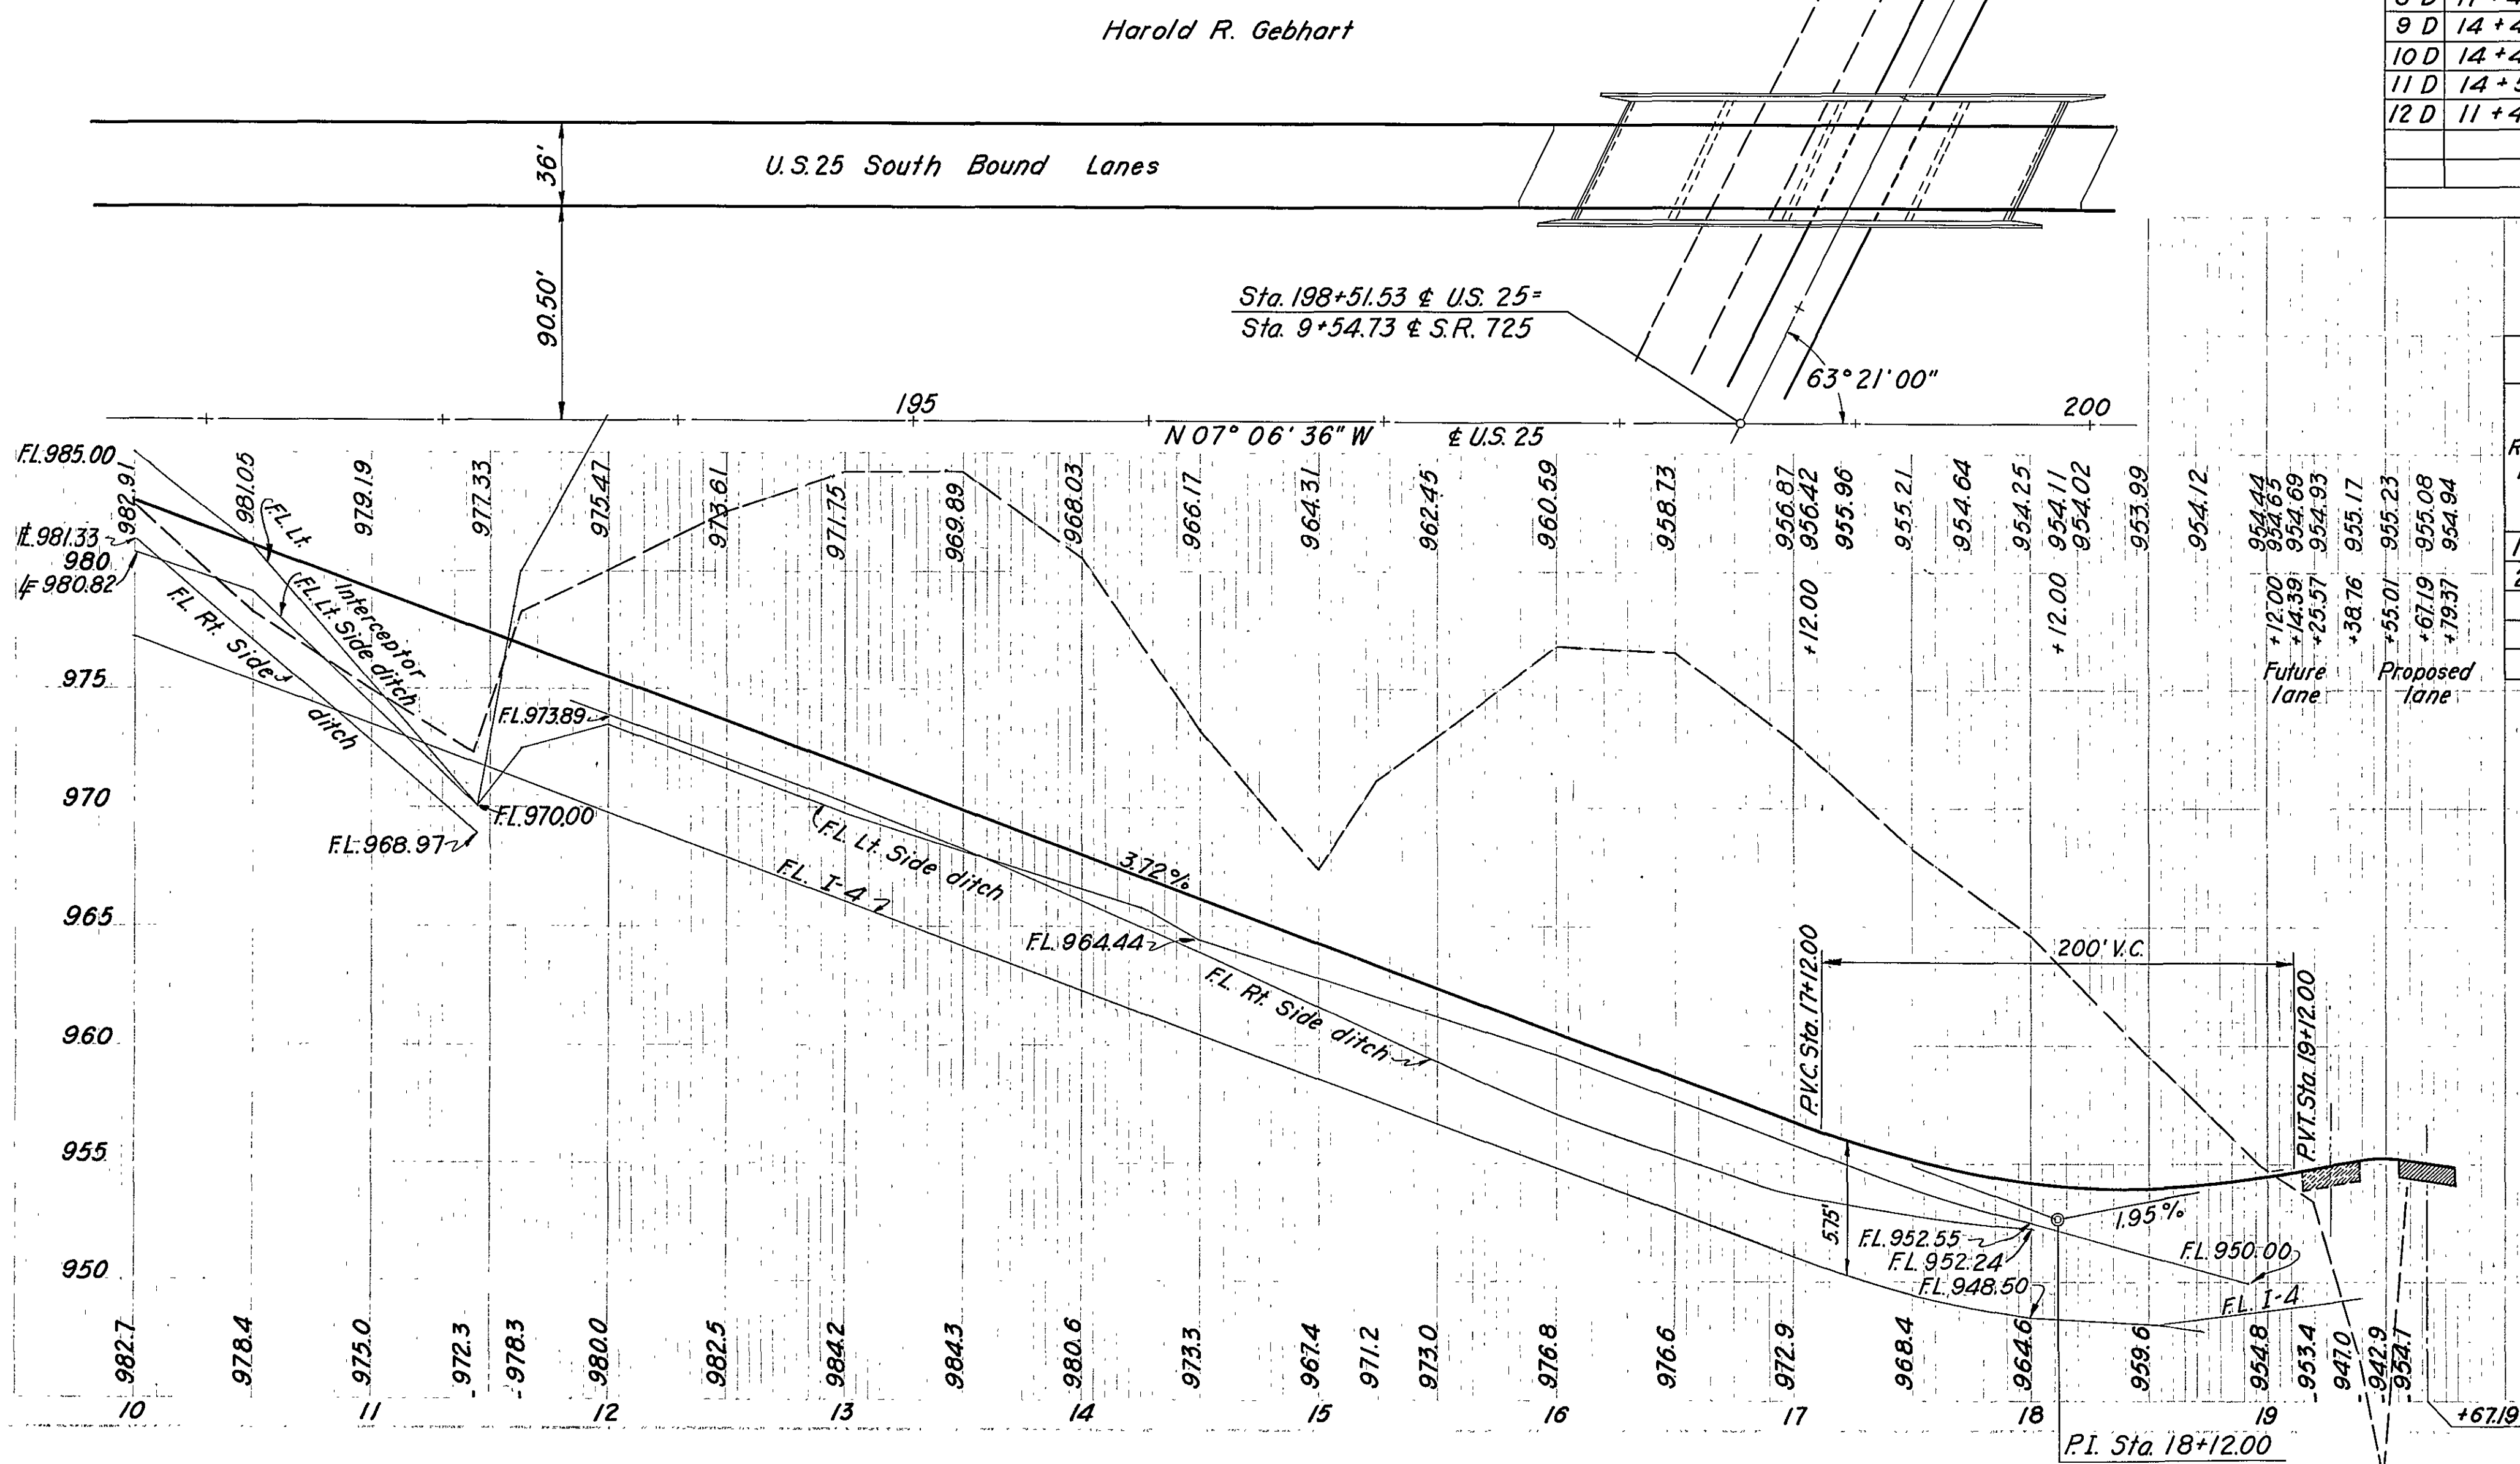 Harold R. Gebhart
9 D 14 + 4
10 D 14 + 4
11 D 14 + 5
12 D 11 + 4
36'
U.S. 25 South Bound Lanes
90.50'
Sta. 198+51.53 ℄ U.S. 25=
Sta. 9+54.73 ℄ S.R. 725
63° 21' 00"
195
200
N 07° 06' 36" W ℄ U.S. 25
F.L. 985.00
982.91
981.05
979.19
977.33
975.47
973.61
971.75
969.89
968.03
966.17
964.31
962.45
960.59
958.73
956.87
956.42
955.96
955.21
954.64
954.25
954.11
954.02
953.99
954.12
954.44
954.65
954.69
954.93
955.17
955.23
955.08
954.94
+12.00
+12.00
+12.00
+14.39
+25.57
+38.76
+55.01
+67.19
+79.37
Future lane
Proposed lane
981.33
980
980.82
F.L. Lt.
Interceptor
F.L. Lt. Side ditch
F.L. Rt. Side
ditch
975
F.L. 973.89
970
F.L. 970.00
F.L. 968.97
F.L. Lt. Side ditch
F.L. I-4
3.72%
965
F.L. 964.44
F.L. Rt. Side ditch
P.V.C. Sta. 17+12.00
200' V.C.
P.V.T. Sta. 19+12.00
960
955
5.75'
1.95%
F.L. 952.55
F.L. 952.24
F.L. 950.00
950
F.L. 948.50
F.L. I-4
982.7
978.4
975.0
972.3
978.3
980.0
982.5
984.2
984.3
980.6
973.3
967.4
971.2
973.0
976.8
976.6
972.9
968.4
964.6
959.6
954.8
953.4
947.0
942.9
954.7
10 11 12 13 14 15 16 17 18 19
+67.19
P.I. Sta. 18+12.00